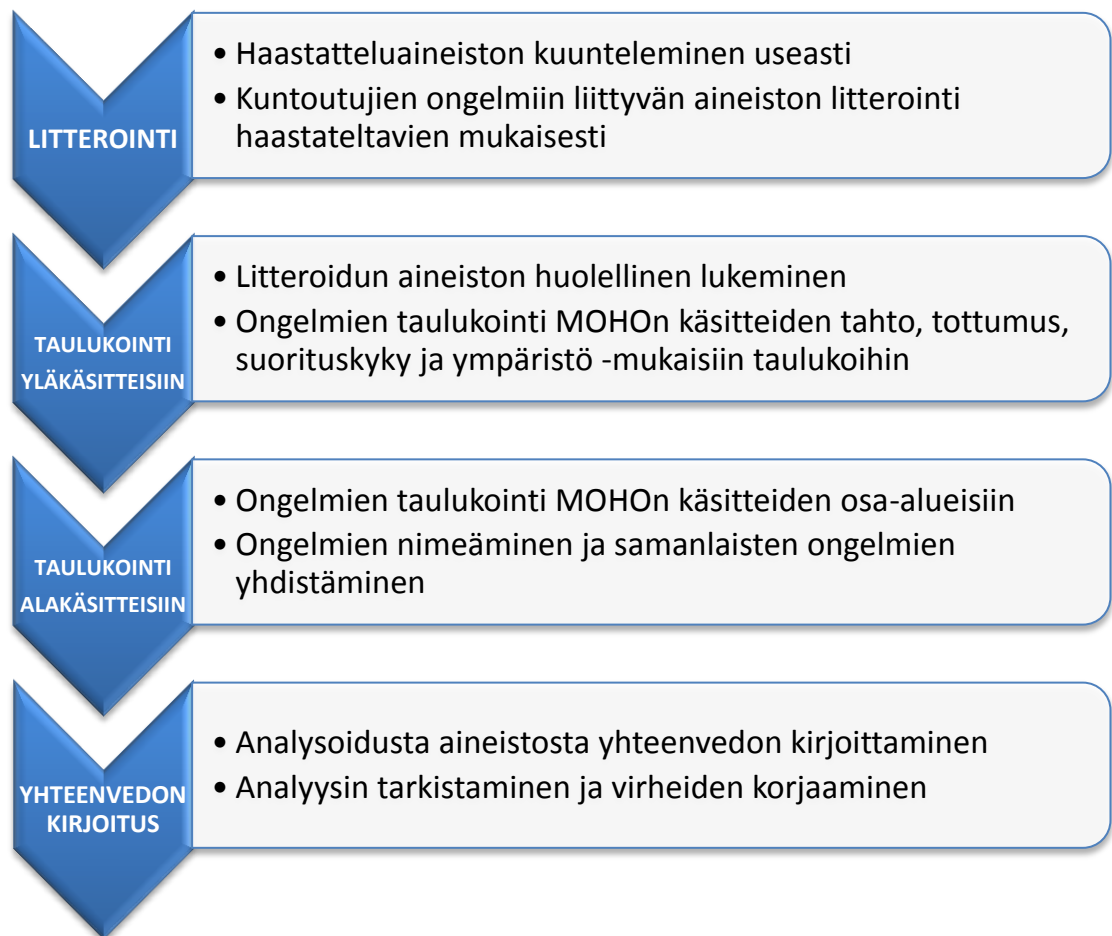 LITTEROINTI
• Haastatteluaineiston kuunteleminen useasti
• Kuntoutujien ongelmiin liittyvän aineiston litterointi
haastateltavien mukaisesti
TAULUKOINTI
YLÄKÄSITTEISIIN
• Litteroidun aineiston huolellinen lukeminen
• Ongelmien taulukointi MOHOn käsitteiden tahto, tottumus,
suorituskyky ja ympäristö -mukaisiin taulukoihin
TAULUKOINTI
ALAKÄSITTEISIIN
• Ongelmien taulukointi MOHOn käsitteiden osa-alueisiin
• Ongelmien nimeäminen ja samanlaisten ongelmien
yhdistäminen
YHTEENVEDON
KIRJOITUS
• Analysoidusta aineistosta yhteenvedon kirjoittaminen
• Analyysin tarkistaminen ja virheiden korjaaminen